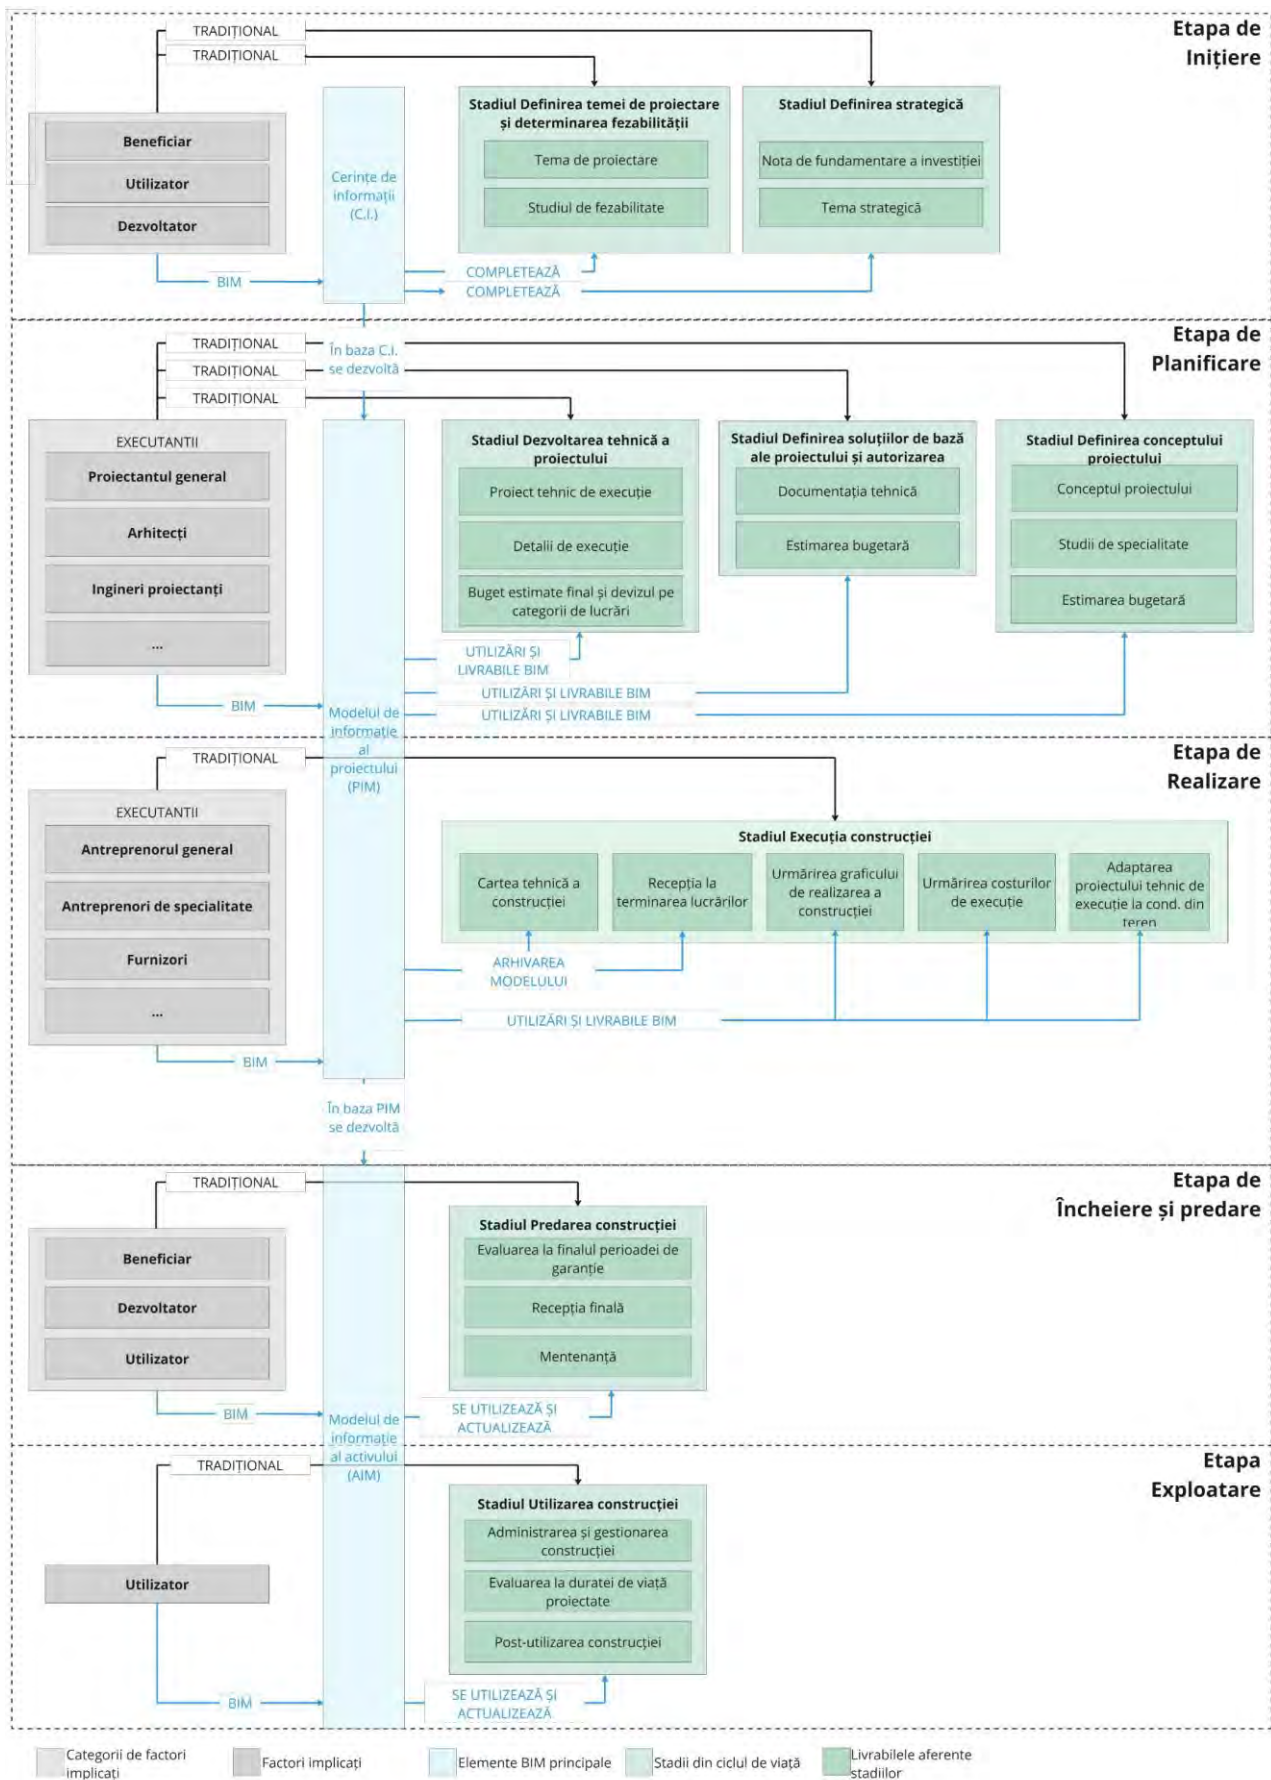 Etapa de
Inițiere
TRADIȚIONAL
TRADIȚIONAL
Beneficiar
Utilizator
Dezvoltator
BIM
Cerințe de
informații
(C.I.)
Stadiul Definirea temei de proiectare
și determinarea fezabilității
Tema de proiectare
Studiul de fezabilitate
Stadiul Definirea strategică
Nota de fundamentare a investiției
Tema strategică
COMPLETEAZĂ
COMPLETEAZĂ
Etapa de
Planificare
TRADIȚIONAL
TRADIȚIONAL
TRADIȚIONAL
În baza C.I.
se dezvoltă
EXECUTANTII
Proiectantul general
Arhitecți
Ingineri proiectanți
...
BIM
Stadiul Dezvoltarea tehnică a
proiectului
Proiect tehnic de execuție
Detalii de execuție
Buget estimate final și devizul pe
categorii de lucrări
Stadiul Definirea soluțiilor de bază
ale proiectului și autorizarea
Documentația tehnică
Estimarea bugetară
Stadiul Definirea conceptului
proiectului
Conceptul proiectului
Studii de specialitate
Estimarea bugetară
UTILIZĂRI ȘI
LIVRABILE BIM
UTILIZĂRI ȘI LIVRABILE BIM
UTILIZĂRI ȘI LIVRABILE BIM
Modelul de
informație
al
proiectului
(PIM)
Etapa de
Realizare
TRADIȚIONAL
EXECUTANTII
Antreprenorul general
Antreprenori de specialitate
Furnizori
...
BIM
Stadiul Execuția construcției
Cartea tehnică a
construcției
Recepția la
terminarea lucrărilor
Urmărirea graficului
de realizarea a
construcției
Urmărirea costurilor
de execuție
Adaptarea
proiectului tehnic de
execuție la cond. din
teren
ARHIVAREA
MODELULUI
UTILIZĂRI ȘI LIVRABILE BIM
În baza PIM
se dezvoltă
Etapa de
Încheiere și predare
TRADIȚIONAL
Beneficiar
Dezvoltator
Utilizator
BIM
Stadiul Predarea construcției
Evaluarea la finalul perioadei de
garanție
Recepția finală
Mentenanță
SE UTILIZEAZĂ ȘI
ACTUALIZEAZĂ
Modelul de
informație
al activului
(AIM)
Etapa
Exploatare
TRADIȚIONAL
Utilizator
BIM
Stadiul Utilizarea construcției
Administrarea și gestionarea
construcției
Evaluarea la duratei de viață
proiectate
Post-utilizarea construcției
SE UTILIZEAZĂ ȘI
ACTUALIZEAZĂ
Categorii de factori
implicați
Factori implicați
Elemente BIM principale
Stadii din ciclul de viață
Livrabilele aferente
stadiilor